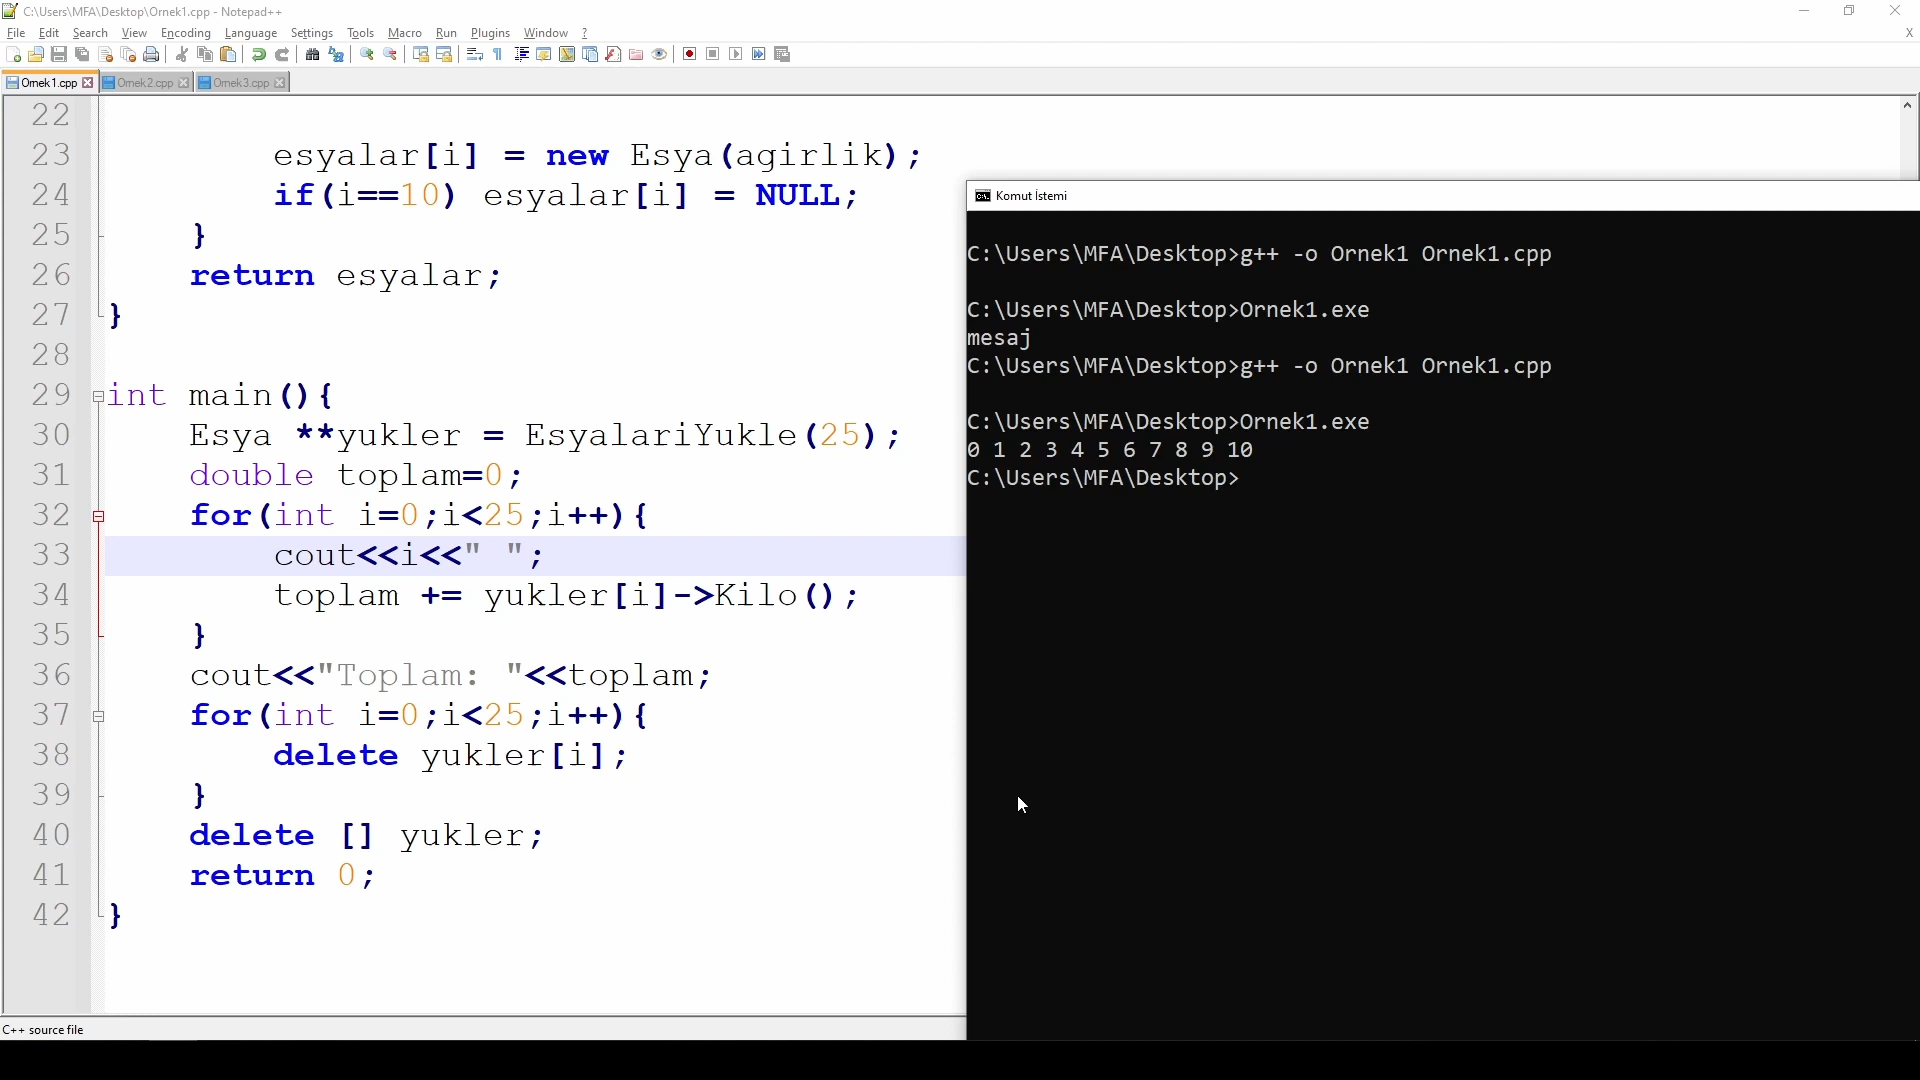 C:\Users\MFA\Desktop\Ornek1.cpp - Notepad++
File Edit Search View Encoding Language Settings Tools Macro Run Plugins Window ? X
Ornek1.cpp Ornek2.cpp Ornek3.cpp
22
23 esyalar[i] = new Esya(agirlik);
24 if(i==10) esyalar[i] = NULL;
25 }
26 return esyalar;
27 }
28
29 int main(){
30 Esya **yukler = EsyalariYukle(25);
31 double toplam=0;
32 for(int i=0;i<25;i++){
33 cout<<i<<" ";
34 toplam += yukler[i]->Kilo();
35 }
36 cout<<"Toplam: "<<toplam;
37 for(int i=0;i<25;i++){
38 delete yukler[i];
39 }
40 delete [] yukler;
41 return 0;
42 }
C++ source file
Komut İstemi
C:\Users\MFA\Desktop>g++ -o Ornek1 Ornek1.cpp
C:\Users\MFA\Desktop>Ornek1.exe
mesaj
C:\Users\MFA\Desktop>g++ -o Ornek1 Ornek1.cpp
C:\Users\MFA\Desktop>Ornek1.exe
0 1 2 3 4 5 6 7 8 9 10
C:\Users\MFA\Desktop>